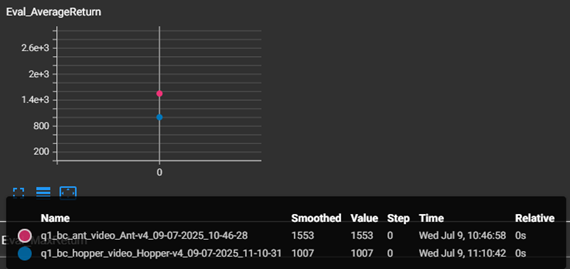 Eval_AverageReturn
2.6e+3
2e+3
1.4e+3
800
200
0
Name Smoothed Value Step Time Relative
q1_bc_ant_video_Ant-v4_09-07-2025_10-46-28 1553 1553 0 Wed Jul 9, 10:46:58 0s
q1_bc_hopper_video_Hopper-v4_09-07-2025_11-10-31 1007 1007 0 Wed Jul 9, 11:10:42 0s